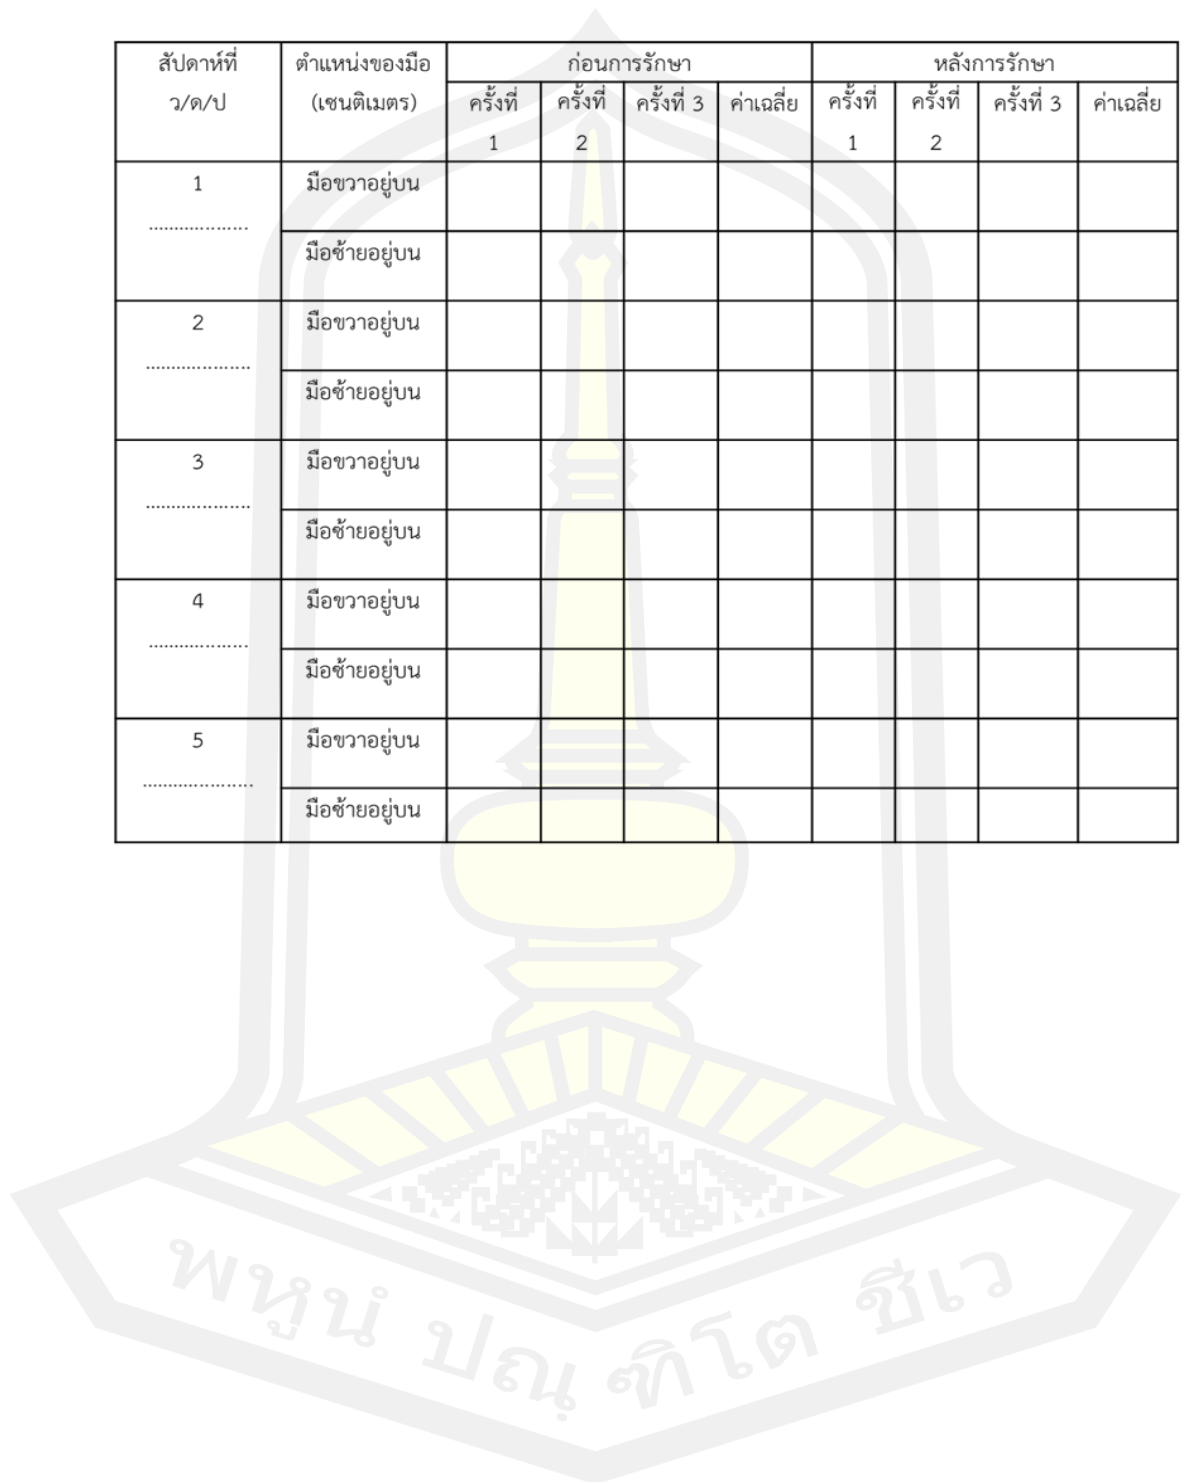 สัปดาห์ที่ ตำแหน่งของมือ ก่อนการรักษา หลังการรักษา
ว/ด/ป (เซนติเมตร) ครั้งที่ ครั้งที่ ครั้งที่ 3 ค่าเฉลี่ย ครั้งที่ ครั้งที่ ครั้งที่ 3 ค่าเฉลี่ย
1 2 1 2
1 มือขวาอยู่บน
...................
มือซ้ายอยู่บน
2 มือขวาอยู่บน
....................
มือซ้ายอยู่บน
3 มือขวาอยู่บน
....................
มือซ้ายอยู่บน
4 มือขวาอยู่บน
...................
มือซ้ายอยู่บน
5 มือขวาอยู่บน
.....................
มือซ้ายอยู่บน
พหูนํ ปณฺฑิโต ชีเว